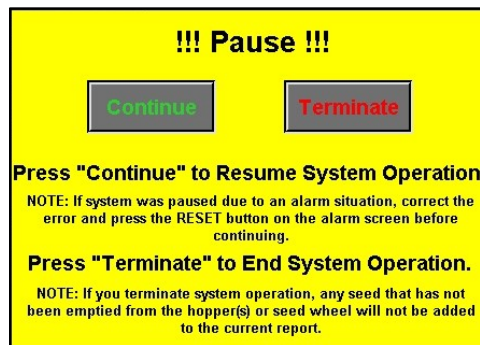 !!! Pause !!!
Continue Terminate
Press "Continue" to Resume System Operation
NOTE: If system was paused due to an alarm situation, correct the
error and press the RESET button on the alarm screen before
continuing.
Press "Terminate" to End System Operation.
NOTE: If you terminate system operation, any seed that has not
been emptied from the hopper(s) or seed wheel will not be added
to the current report.